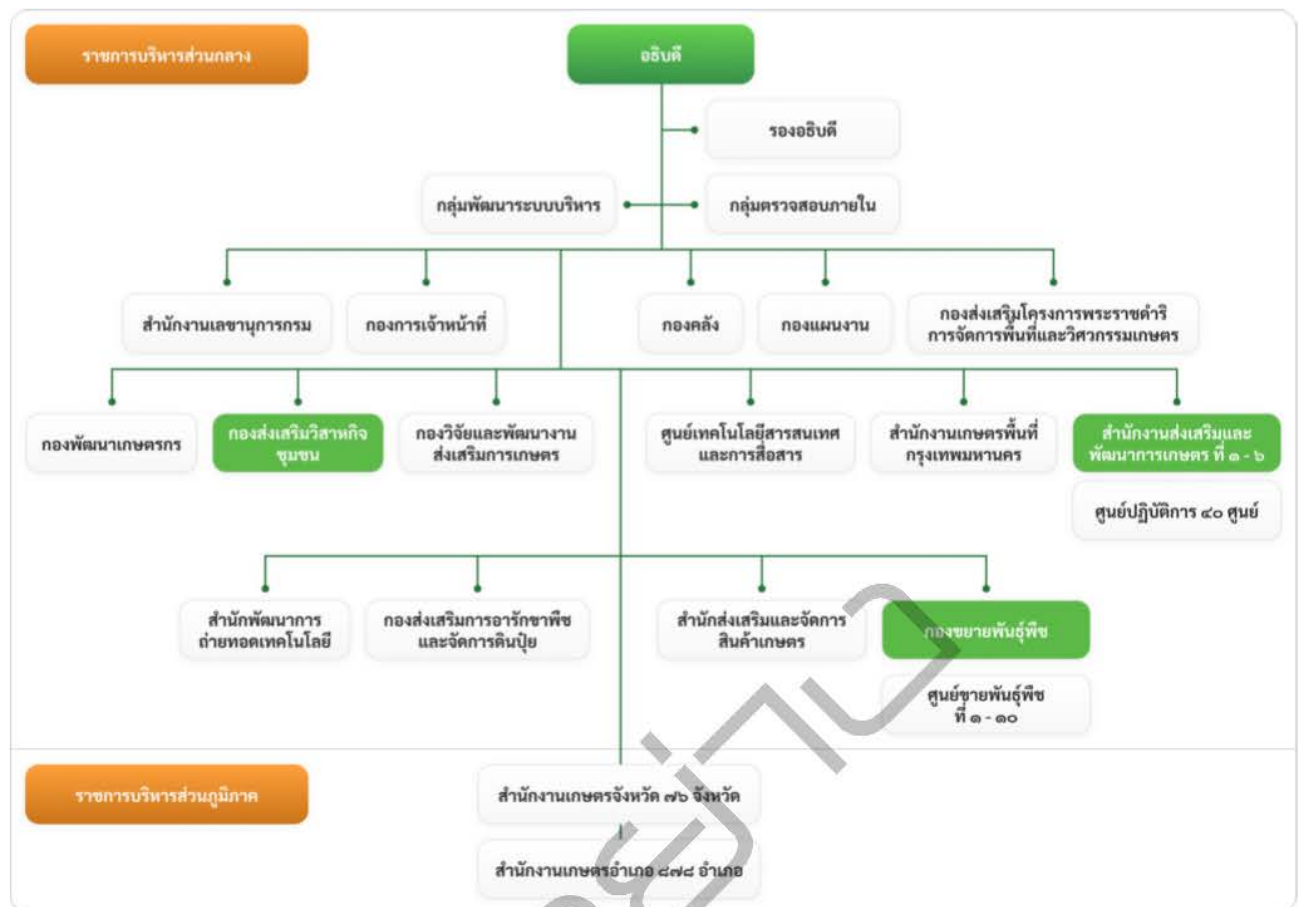 ราชการบริหารส่วนกลาง
อธิบดี
รองอธิบดี
กลุ่มพัฒนาระบบบริหาร
กลุ่มตรวจสอบภายใน
สำนักงานเลขานุการกรม
กองการเจ้าหน้าที่
กองคลัง
กองแผนงาน
กองส่งเสริมโครงการพระราชดำริ
การจัดการพื้นที่และวิศวกรรมเกษตร
กองพัฒนาเกษตรกร
กองส่งเสริมวิสาหกิจ
ชุมชน
กองวิจัยและพัฒนางาน
ส่งเสริมการเกษตร
ศูนย์เทคโนโลยีสารสนเทศ
และการสื่อสาร
สำนักงานเกษตรพื้นที่
กรุงเทพมหานคร
สำนักงานส่งเสริมและ
พัฒนาการเกษตร ที่ ๑ - ๖
ศูนย์ปฏิบัติการ ๔๐ ศูนย์
สำนักพัฒนาการ
ถ่ายทอดเทคโนโลยี
กองส่งเสริมการอารักขาพืช
และจัดการดินปุ๋ย
สำนักส่งเสริมและจัดการ
สินค้าเกษตร
กองขยายพันธุ์พืช
ศูนย์ขยายพันธุ์พืช
ที่ ๑ - ๑๐
ราชการบริหารส่วนภูมิภาค
สำนักงานเกษตรจังหวัด ๗๖ จังหวัด
สำนักงานเกษตรอำเภอ ๘๗๘ อำเภอ